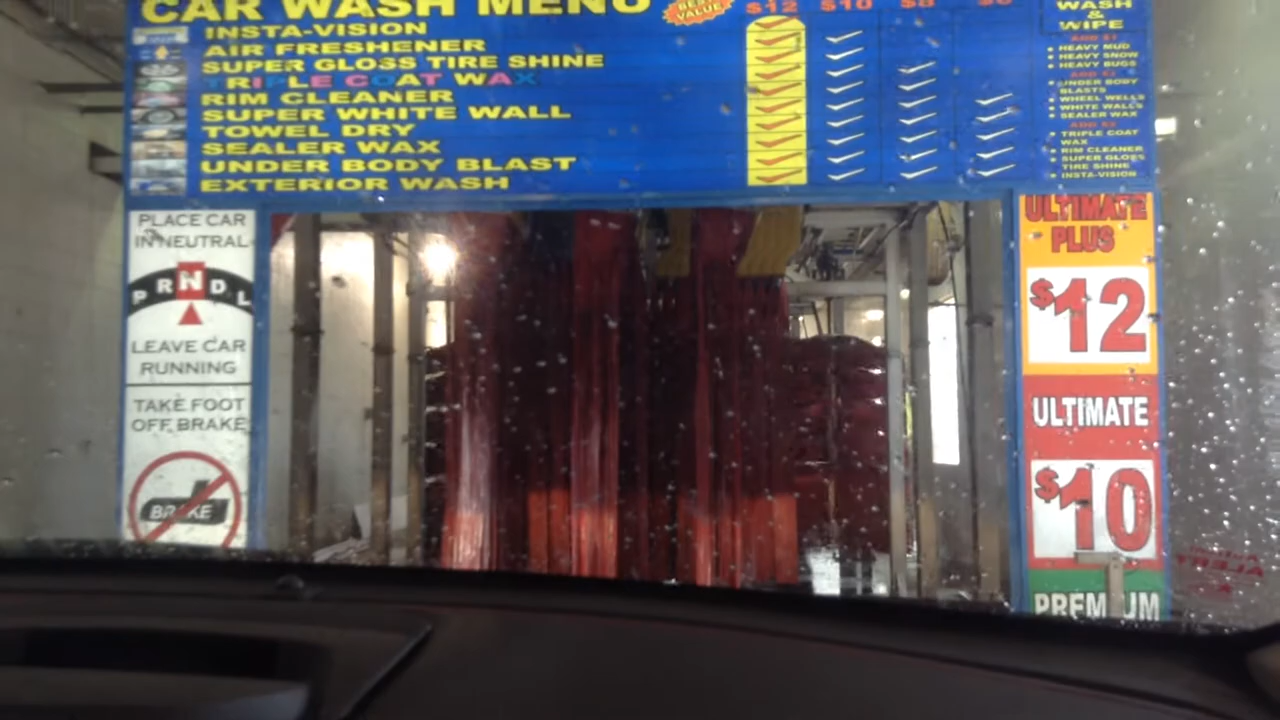 CAR WASH MENU
BEST VALUE
$12 $10 $8
INSTA-VISION
AIR FRESHENER
SUPER GLOSS TIRE SHINE
TRIPLE COAT WAX
RIM CLEANER
SUPER WHITE WALL
TOWEL DRY
SEALER WAX
UNDER BODY BLAST
EXTERIOR WASH
WASH
&
WIPE
ADD $1
• HEAVY MUD
• HEAVY SNOW
• HEAVY BUGS
• UNDER BODY
BLASTS
• WHEEL WELLS
• WHITE WALLS
• SEALER WAX
• TRIPLE COAT
WAX
• RIM CLEANER
• SUPER GLOSS
TIRE SHINE
• INSTA-VISION
PLACE CAR
IN NEUTRAL
P R N D L
LEAVE CAR
RUNNING
TAKE FOOT
OFF BRAKE
BRAKE
ULTIMATE
PLUS
$12
ULTIMATE
$10
PREMIUM